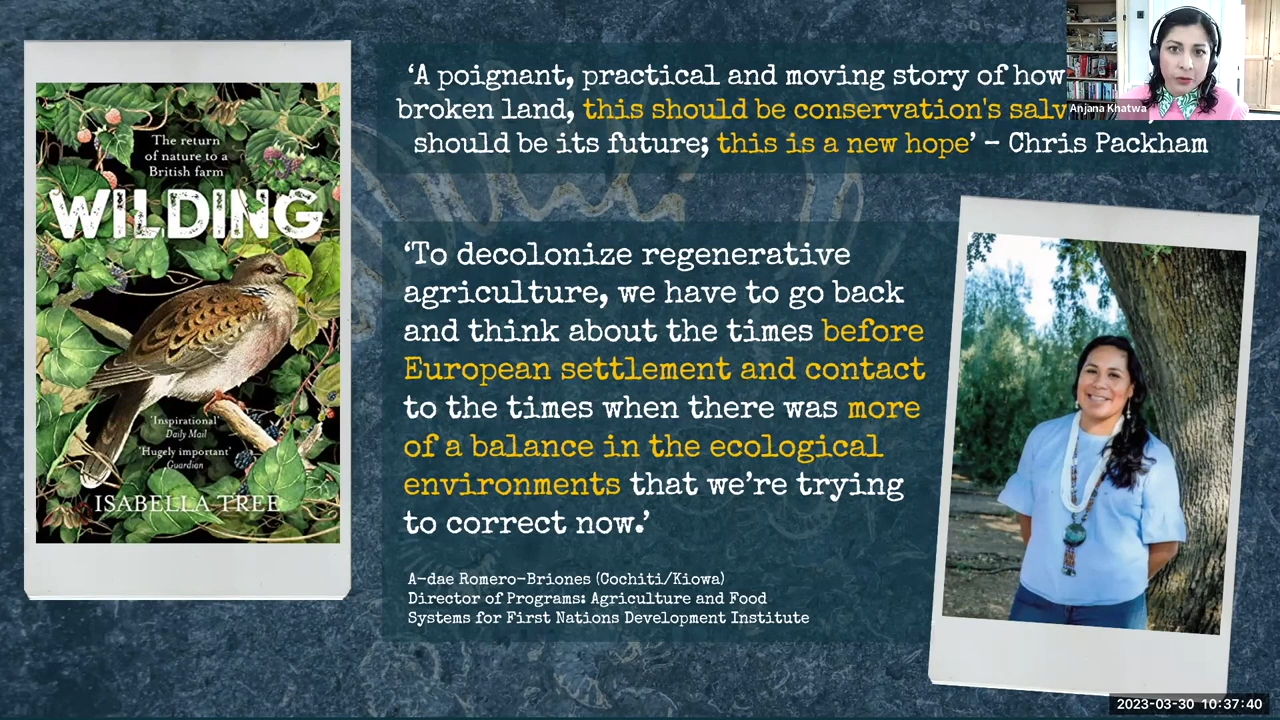 The return
of nature to a
British farm
WILDING
'Inspirational'
Daily Mail
'Hugely important'
Guardian
ISABELLA TREE
‘A poignant, practical and moving story of how
broken land, this should be conservation's
should be its future; this is a new hope’ – Chris Packham
Anjana Khatwa
‘To decolonize regenerative
agriculture, we have to go back
and think about the times before
European settlement and contact
to the times when there was more
of a balance in the ecological
environments that we’re trying
to correct now.’
A-dae Romero-Briones (Cochiti/Kiowa)
Director of Programs: Agriculture and Food
Systems for First Nations Development Institute
2023-03-30 10:37:40